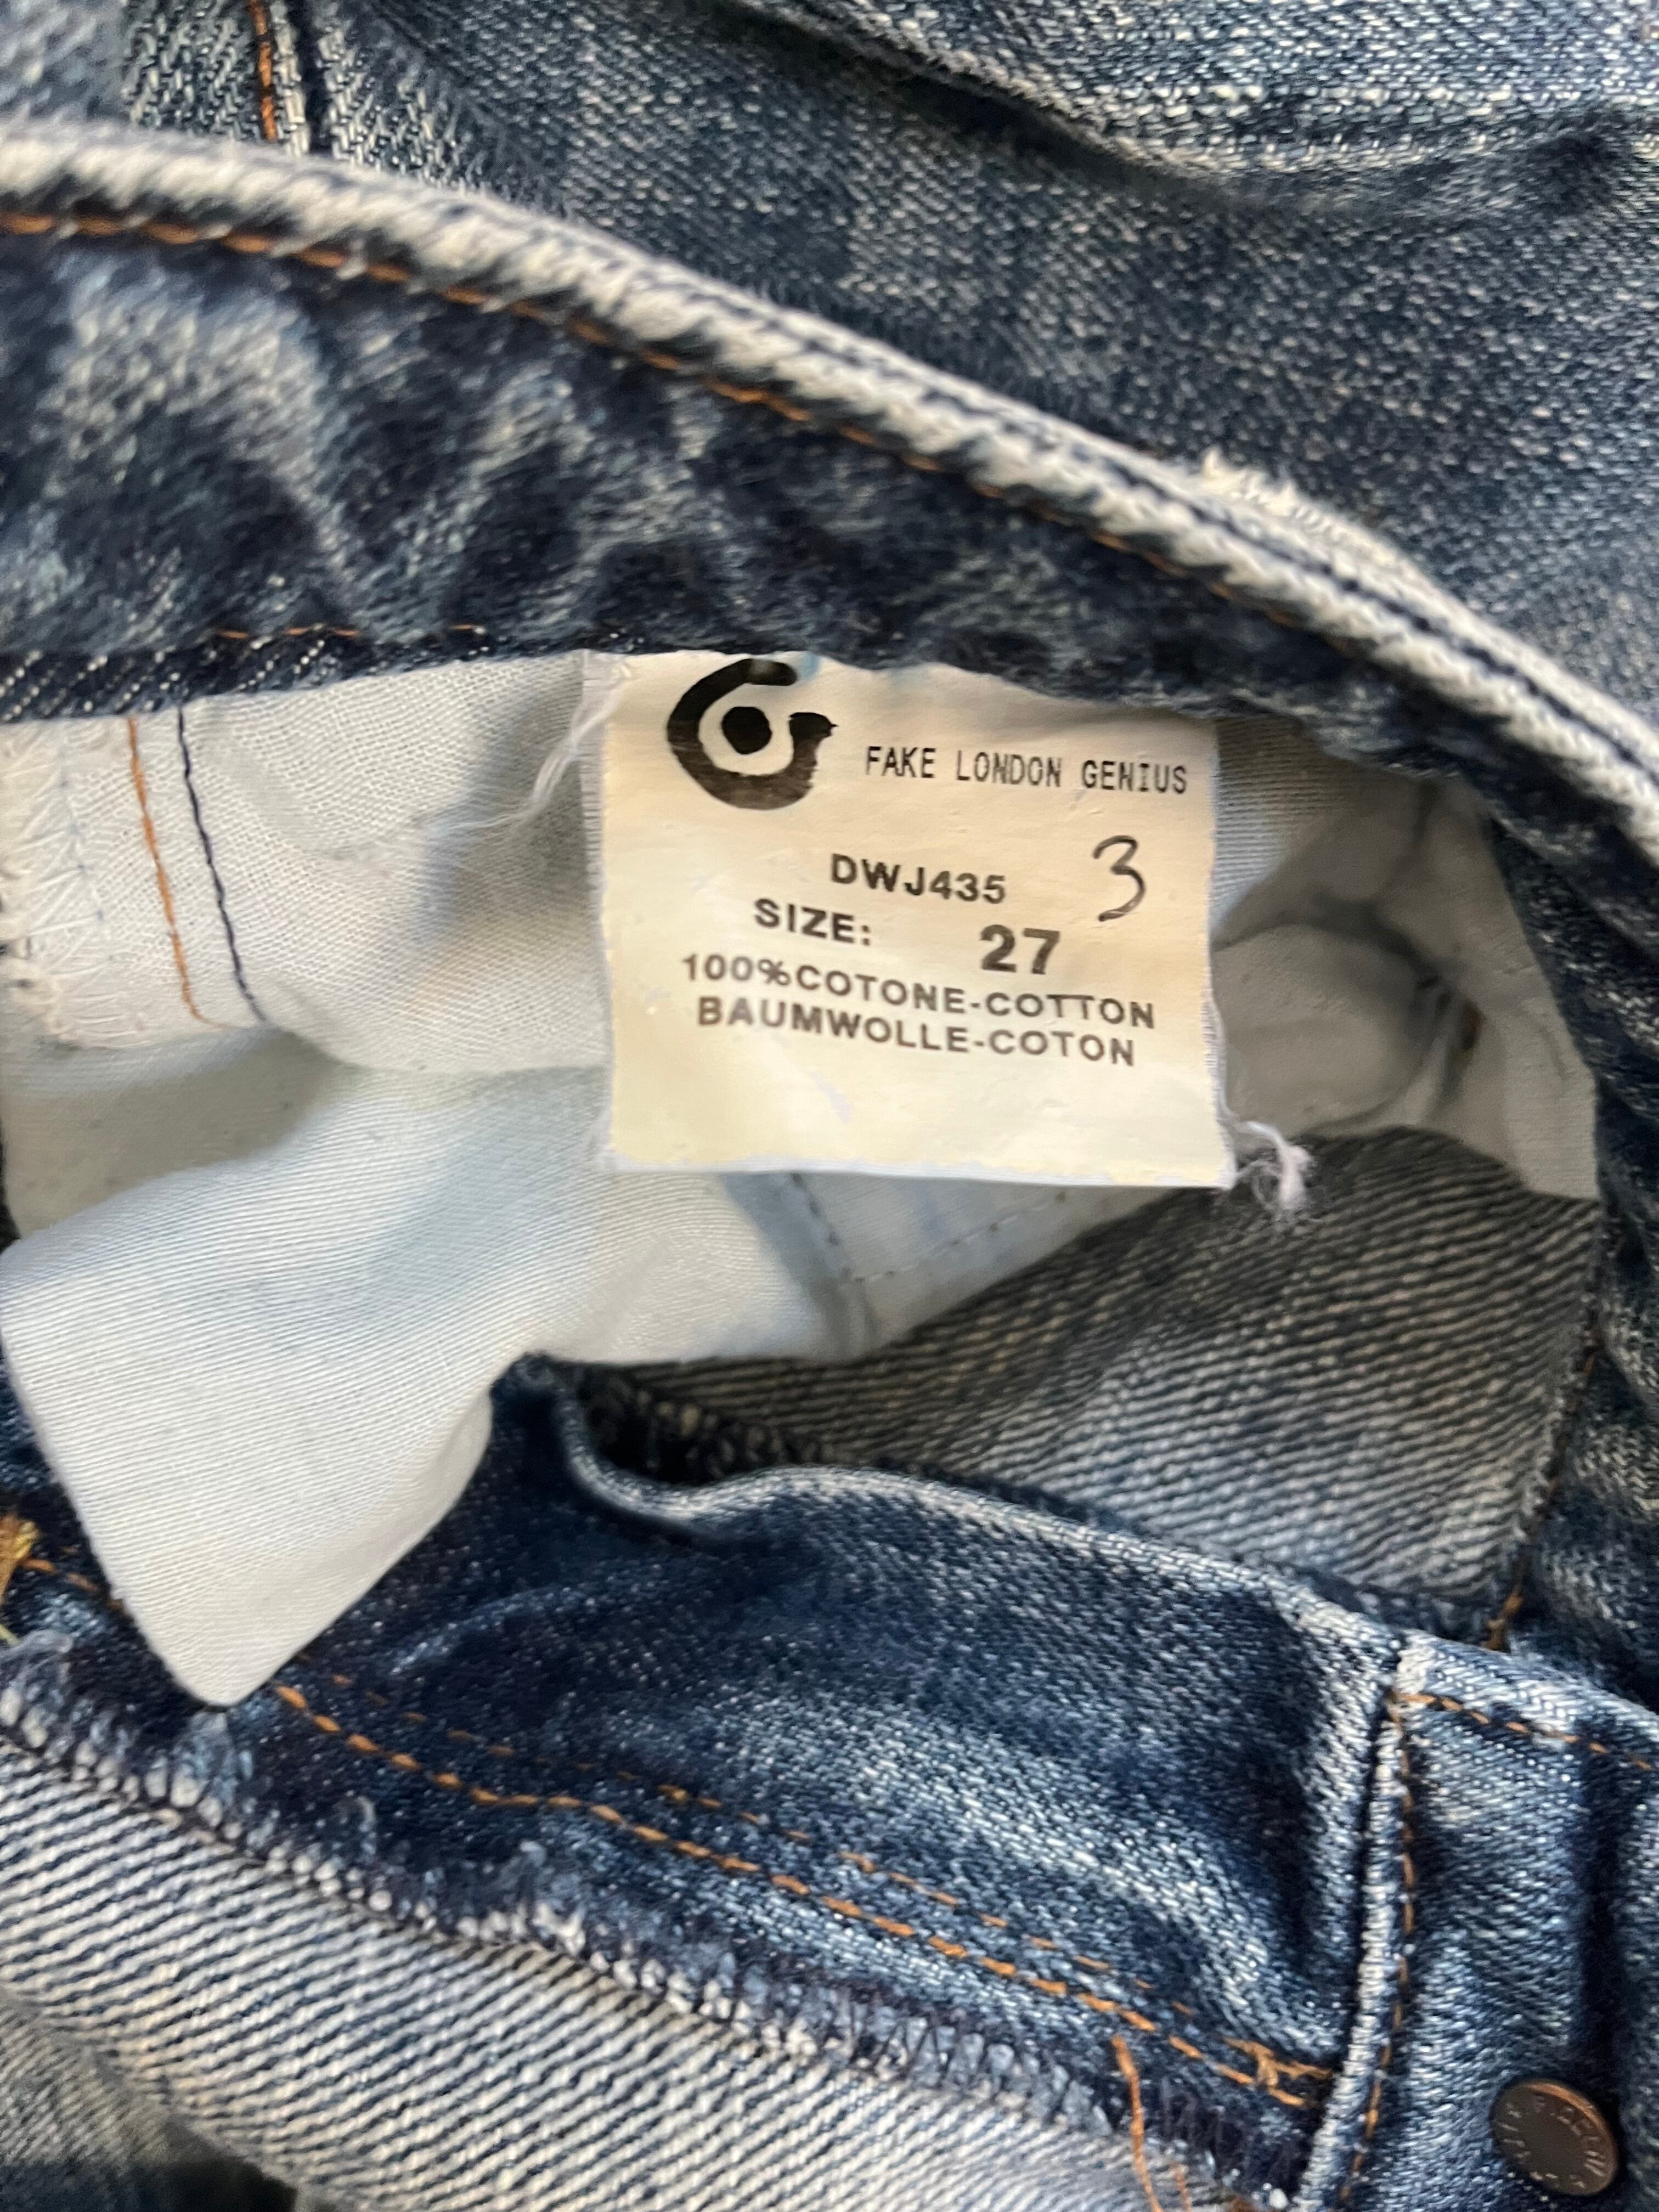 FAKE LONDON GENIUS
DWJ435 3
SIZE: 27
100%COTONE-COTTON
BAUMWOLLE-COTON